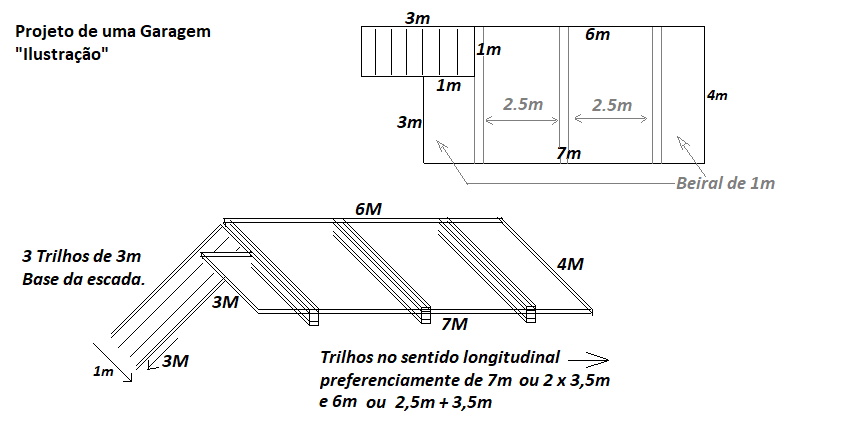 Projeto de uma Garagem
"Ilustração"
3m
6m
1m
1m
2.5m
2.5m
4m
3m
7m
Beiral de 1m
6M
3 Trilhos de 3m
Base da escada.
4M
3M
7M
3M
1m
Trilhos no sentido longitudinal
preferenciamente de 7m ou 2 x 3,5m
e 6m ou 2,5m + 3,5m